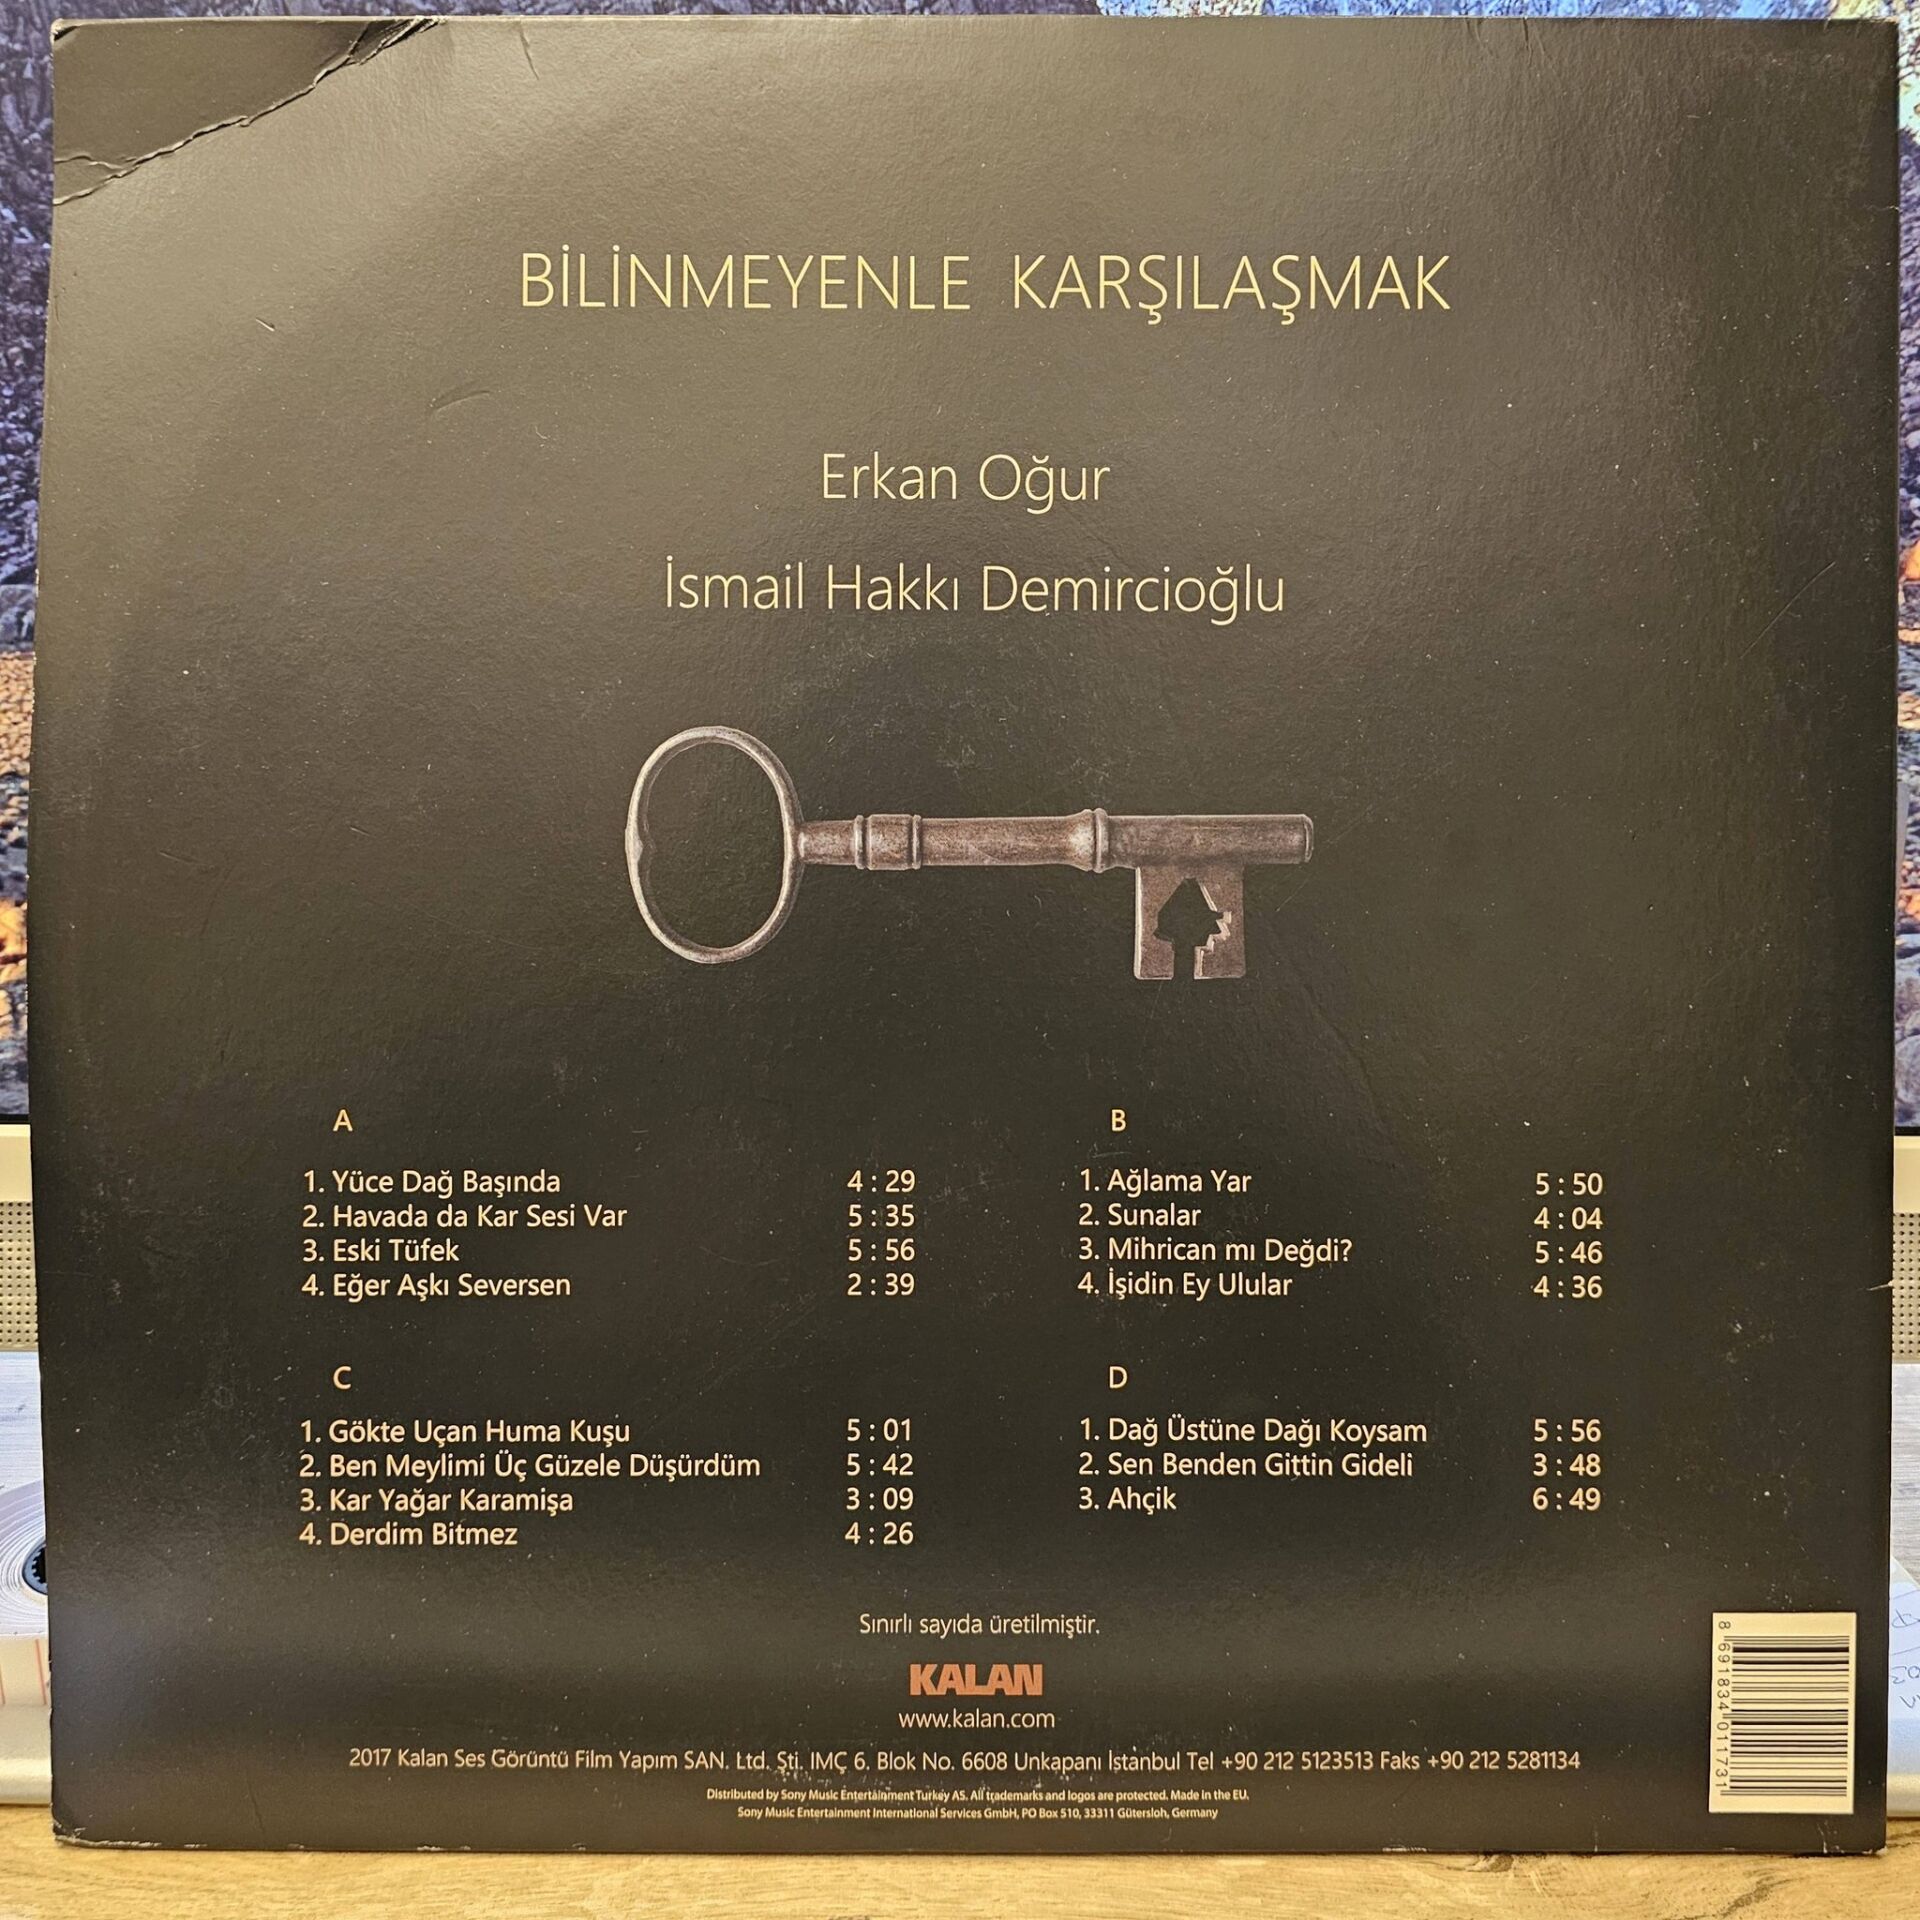 BİLİNMEYENLE KARŞILAŞMAK
Erkan Oğur
İsmail Hakkı Demircioğlu
A
1. Yüce Dağ Başında 4 : 29
2. Havada da Kar Sesi Var 5 : 35
3. Eski Tüfek 5 : 56
4. Eğer Aşkı Seversen 2 : 39
B
1. Ağlama Yar 5 : 50
2. Sunalar 4 : 04
3. Mihrican mı Değdi? 5 : 46
4. İşidin Ey Ulular 4 : 36
C
1. Gökte Uçan Huma Kuşu 5 : 01
2. Ben Meylimi Üç Güzele Düşürdüm 5 : 42
3. Kar Yağar Karamişa 3 : 09
4. Derdim Bitmez 4 : 26
D
1. Dağ Üstüne Dağı Koysam 5 : 56
2. Sen Benden Gittin Gideli 3 : 48
3. Ahçik 6 : 49
Sınırlı sayıda üretilmiştir.
KALAN
www.kalan.com
2017 Kalan Ses Görüntü Film Yapım SAN. Ltd. Şti. IMÇ 6. Blok No. 6608 Unkapanı İstanbul Tel +90 212 5123513 Faks +90 212 5281134
Distributed by Sony Music Entertainment Turkey AS. All trademarks and logos are protected. Made in the EU.
Sony Music Entertainment International Services GmbH, PO Box 510, 33311 Gütersloh, Germany
8 691834 011731